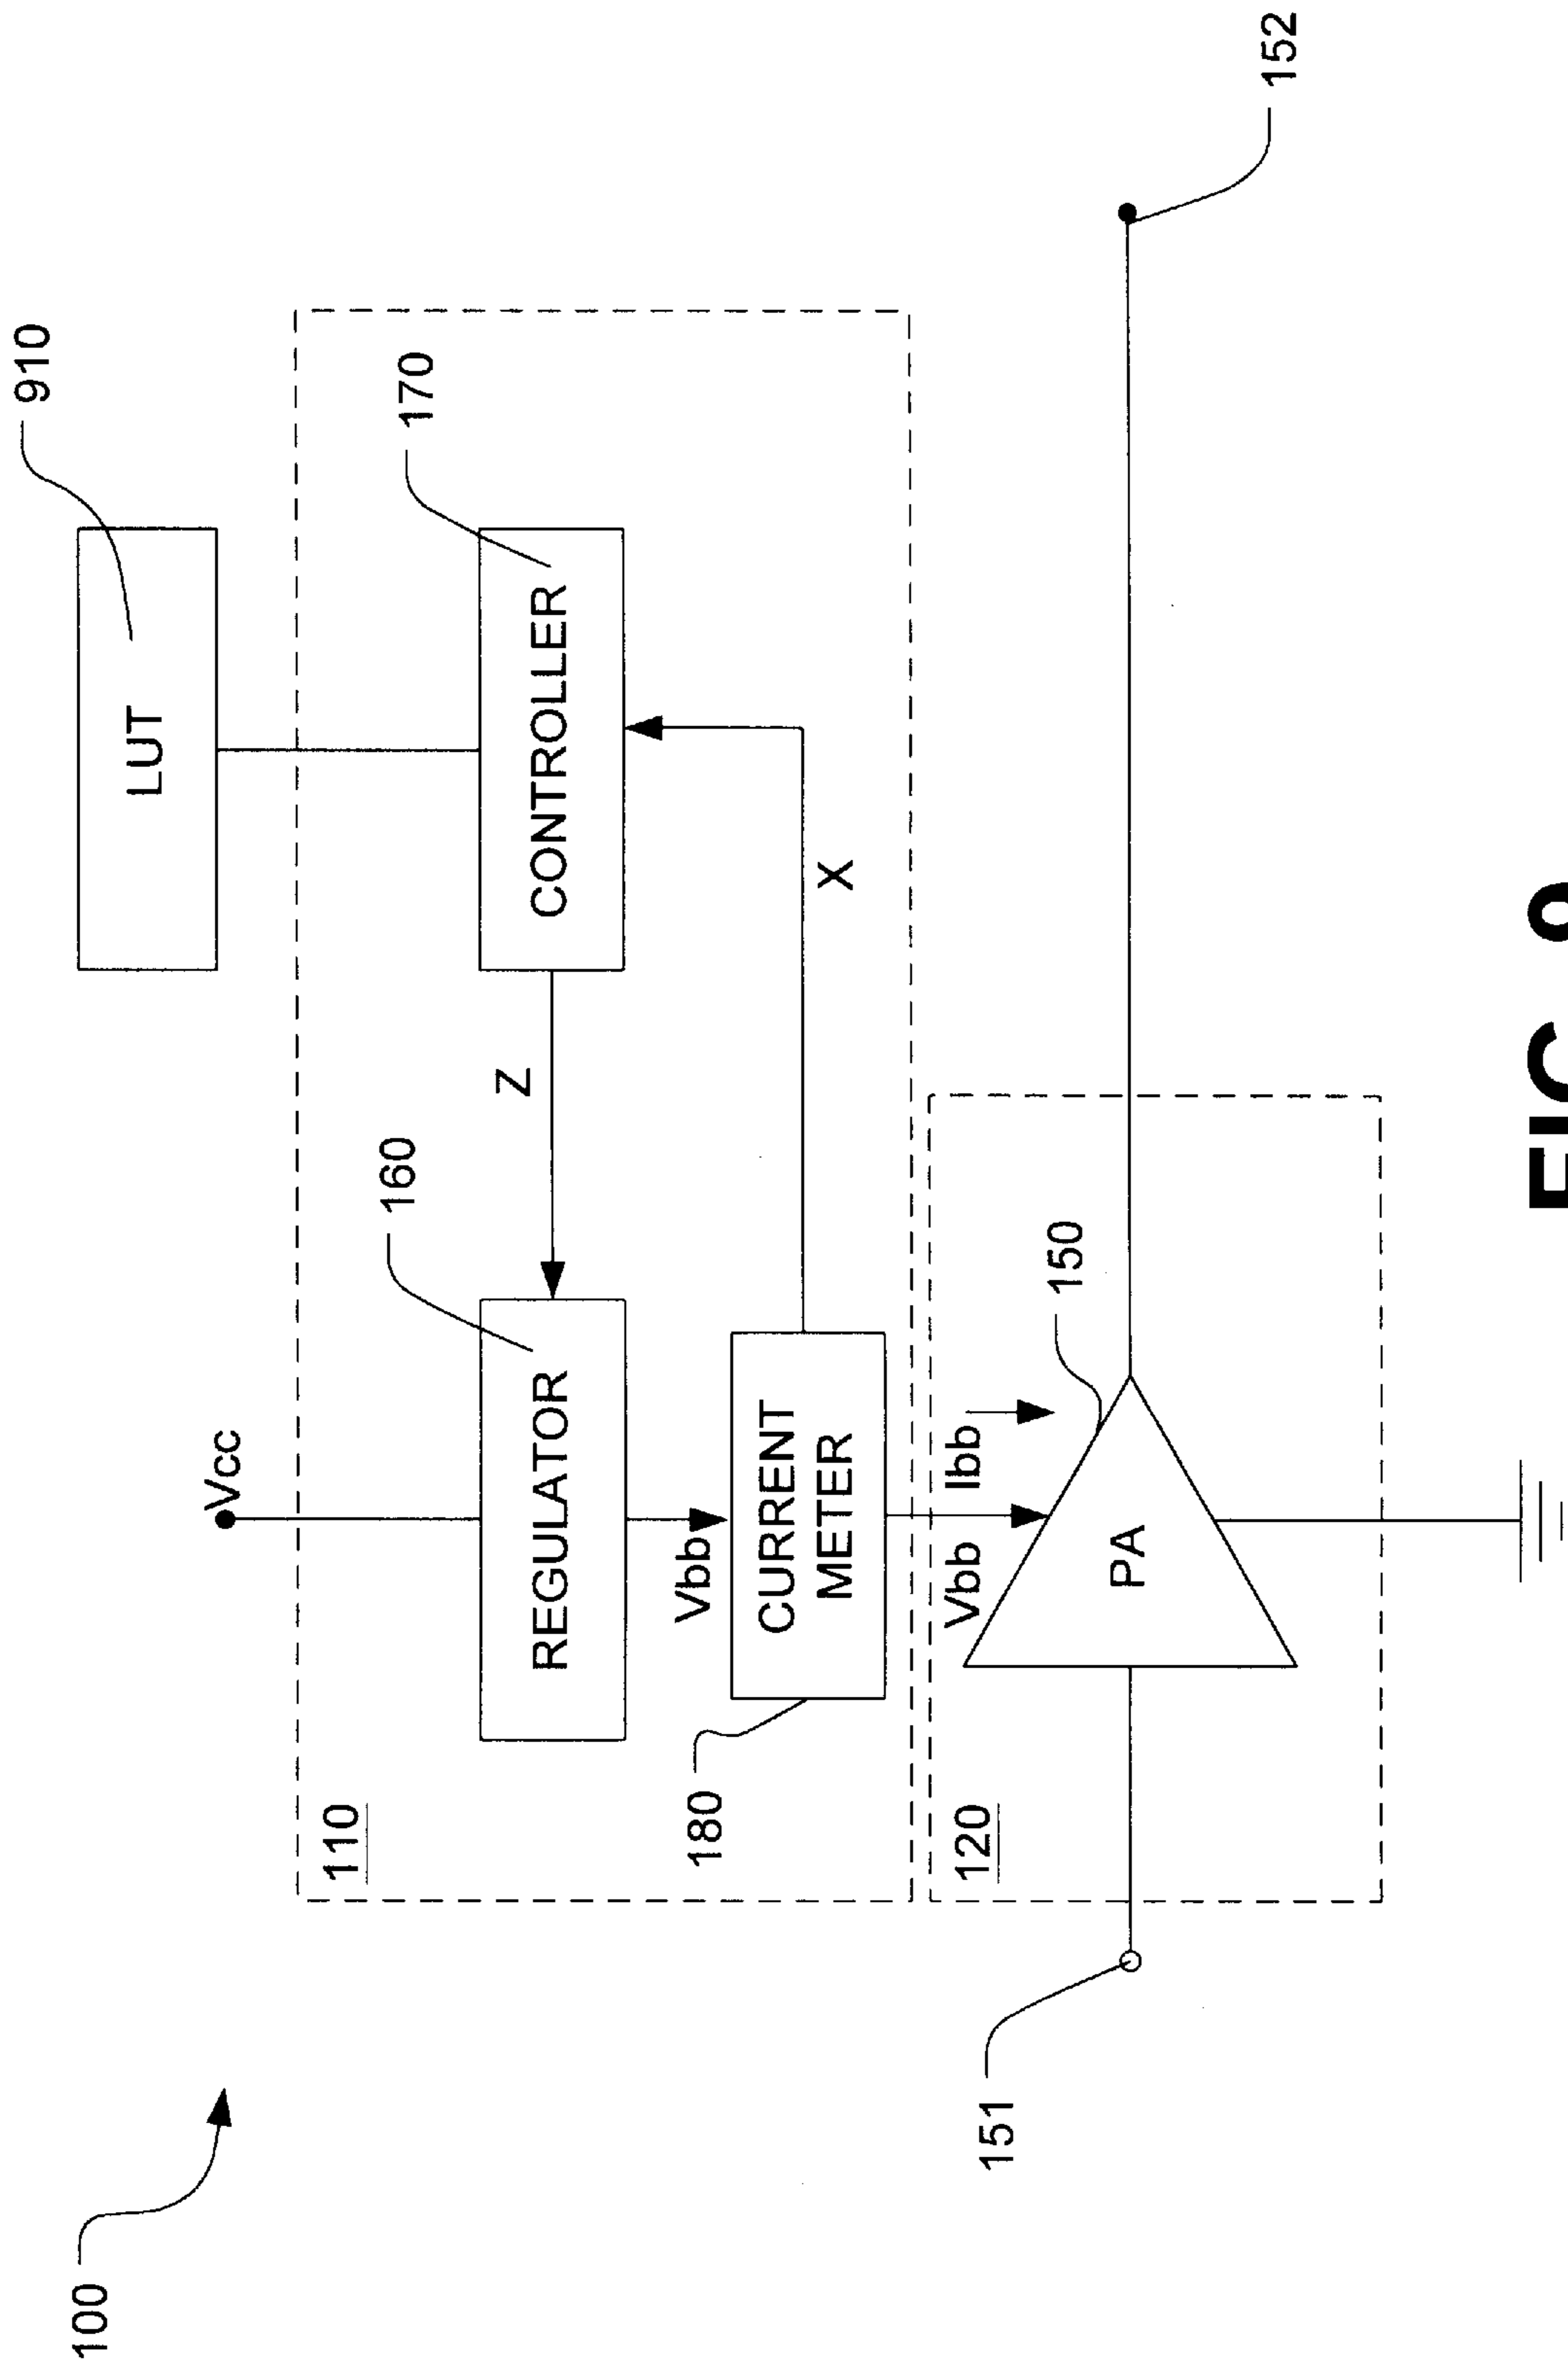 910
100
LUT
Vcc
110
160
170
Z
REGULATOR
CONTROLLER
Vbb
180
CURRENT
METER
X
120
Vbb
Ibb
151
150
PA
152
FIG